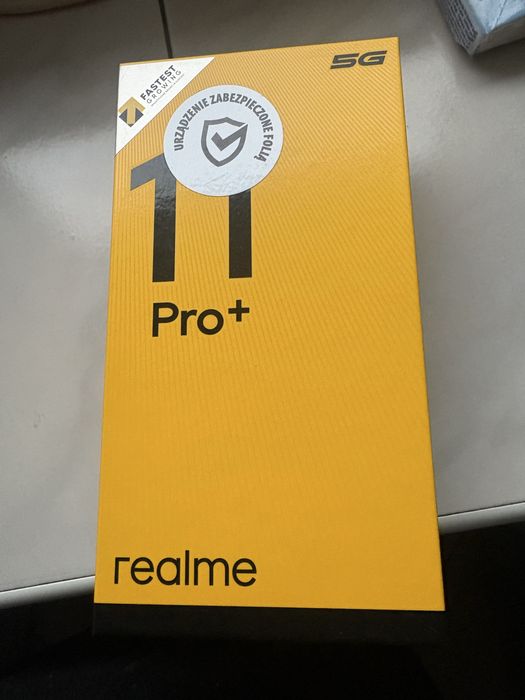 5G
FASTEST
GROWING
URZĄDZENIE ZABEZPIECZONE FOLIĄ
11
Pro+
realme